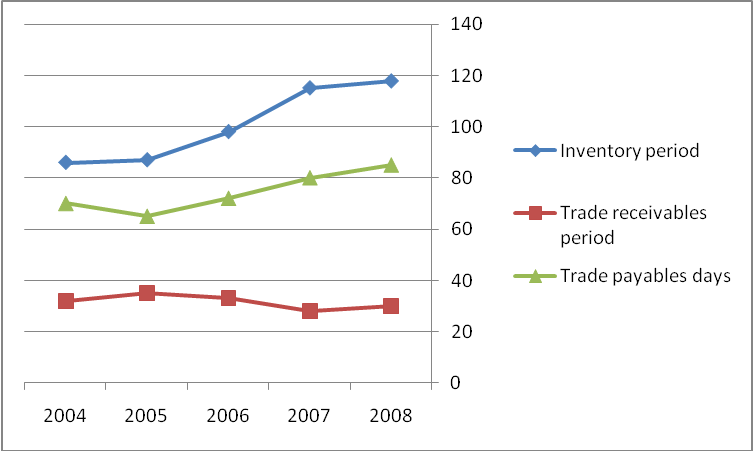 140
120
100
80
60
40
20
0
2004 2005 2006 2007 2008
Inventory period
Trade receivables
period
Trade payables days